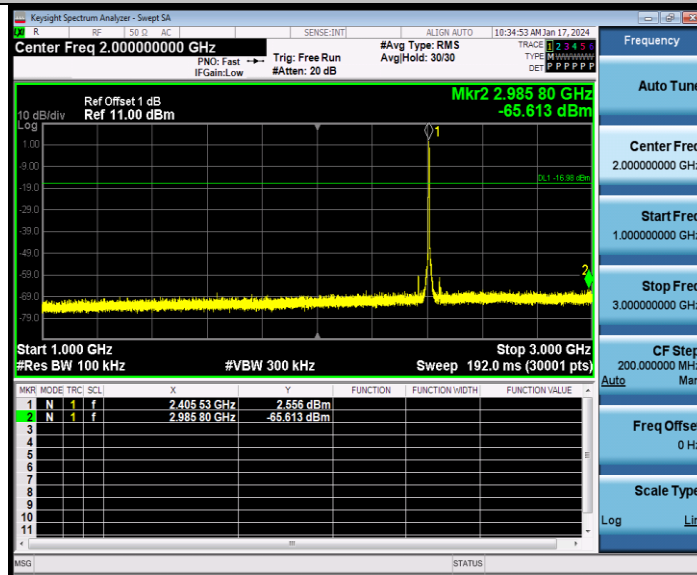 Keysight Spectrum Analyzer - Swept SA
R RF 50 Ω AC SENSE:INT ALIGN AUTO 10:34:53 AM Jan 17, 2024
Center Freq 2.000000000 GHz #Avg Type: RMS TRACE 1 2 3 4 5 6
PNO: Fast Trig: Free Run Avg|Hold: 30/30 TYPE M W W W W W
IFGain:Low #Atten: 20 dB DET P P P P P P
Mkr2 2.985 80 GHz
Ref Offset 1 dB
10 dB/div Ref 11.00 dBm -65.613 dBm
Log
1
1.00
-9.00
DL1 -16.98 dBm
-19.0
-29.0
-39.0
-49.0
-59.0
2
-69.0
-79.0
Start 1.000 GHz Stop 3.000 GHz
#Res BW 100 kHz #VBW 300 kHz Sweep 192.0 ms (30001 pts)
MKR MODE TRC SCL X Y FUNCTION FUNCTION WIDTH FUNCTION VALUE
1 N 1 f 2.405 53 GHz 2.556 dBm
2 N 1 f 2.985 80 GHz -65.613 dBm
3
4
5
6
7
8
9
10
11
MSG STATUS
Frequency
Auto Tune
Center Freq
2.000000000 GHz
Start Freq
1.000000000 GHz
Stop Freq
3.000000000 GHz
CF Step
200.000000 MHz
Auto Man
Freq Offset
0 Hz
Scale Type
Log Lin